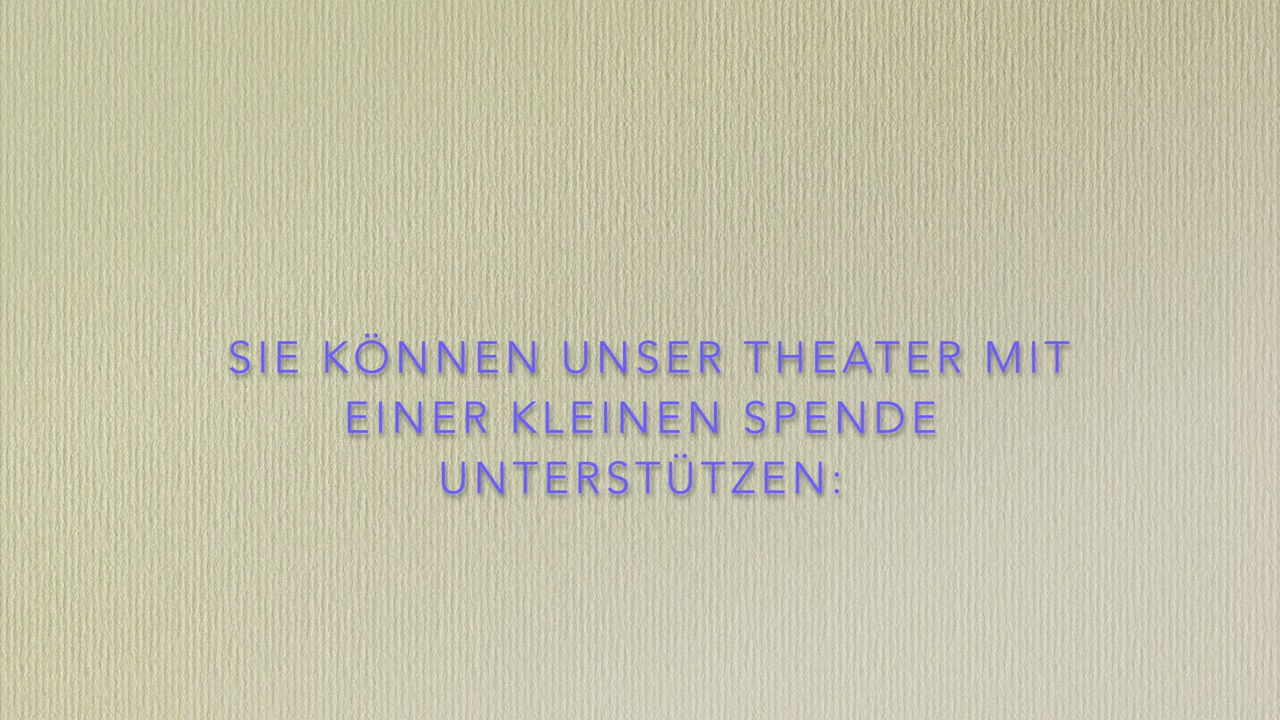 SIE KÖNNEN UNSER THEATER MIT
EINER KLEINEN SPENDE
UNTERSTÜTZEN: